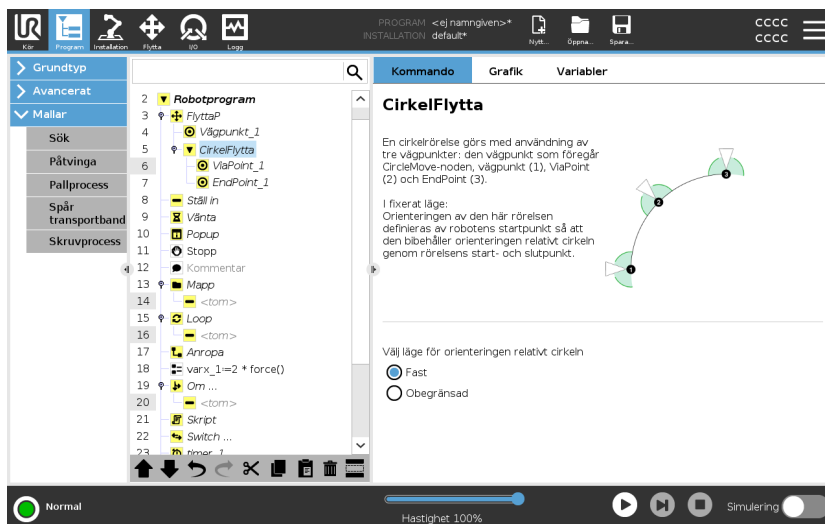 PROGRAM <ej namngiven>*
INSTALLATION default*
Kör Program Installation Flytta I/O Logg
Nytt... Öppna... Spara...
CCCC
CCCC
Grundtyp
Avancerat
Mallar
Sök
Påtvinga
Pallprocess
Spår
transportband
Skruvprocess
2 Robotprogram
3 FlyttaP
4 Vägpunkt_1
5 CirkelFlytta
6 ViaPoint_1
7 EndPoint_1
8 Ställ in
9 Vänta
10 Popup
11 Stopp
12 Kommentar
13 Mapp
14 <tom>
15 Loop
16 <tom>
17 Anropa
18 varx_1≔2 * force()
19 Om ...
20 <tom>
21 Skript
22 Switch ...
23 timer_1
Kommando Grafik Variabler
CirkelFlytta
En cirkelrörelse görs med användning av
tre vägpunkter: den vägpunkt som föregår
CircleMove-noden, vägpunkt (1), ViaPoint
(2) och EndPoint (3).
I fixerat läge:
Orienteringen av den här rörelsen
definieras av robotens startpunkt så att
den bibehåller orienteringen relativt cirkeln
genom rörelsens start- och slutpunkt.
1
2
3
Välj läge för orienteringen relativt cirkeln
Fast
Obegränsad
Normal
Hastighet 100%
Simulering